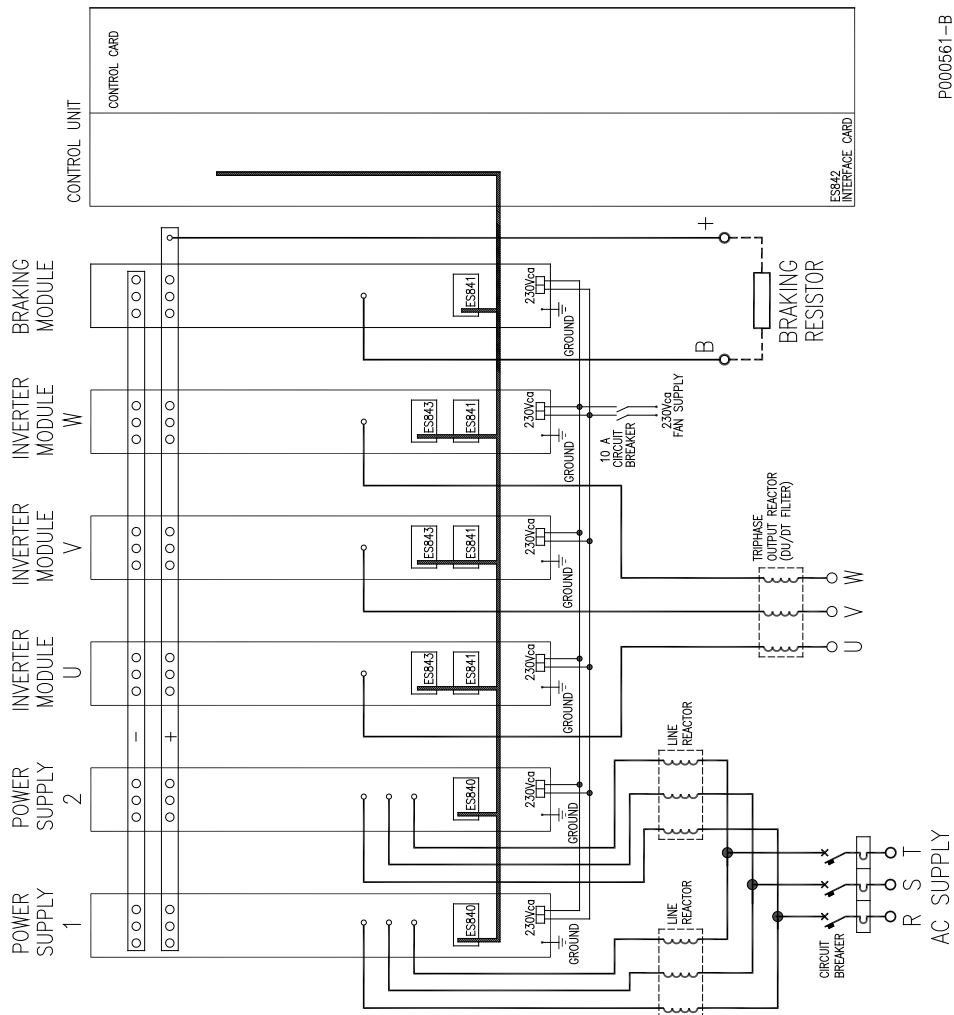 P000561-B
CONTROL UNIT
CONTROL CARD
ES842
INTERFACE CARD
BRAKING
MODULE
ES841
230Vca
GROUND
+
B
BRAKING
RESISTOR
INVERTER
MODULE
W
ES843
ES841
230Vca
GROUND
10 A
CIRCUIT
BREAKER
230Vca
FAN SUPPLY
INVERTER
MODULE
V
ES843
ES841
230Vca
GROUND
TRIPHASE
OUTPUT REACTOR
(DU/DT FILTER)
W
V
U
INVERTER
MODULE
U
ES843
ES841
230Vca
GROUND
-
+
POWER
SUPPLY
2
ES840
230Vca
GROUND
LINE
REACTOR
POWER
SUPPLY
1
ES840
230Vca
GROUND
LINE
REACTOR
CIRCUIT
BREAKER
R S T
AC SUPPLY